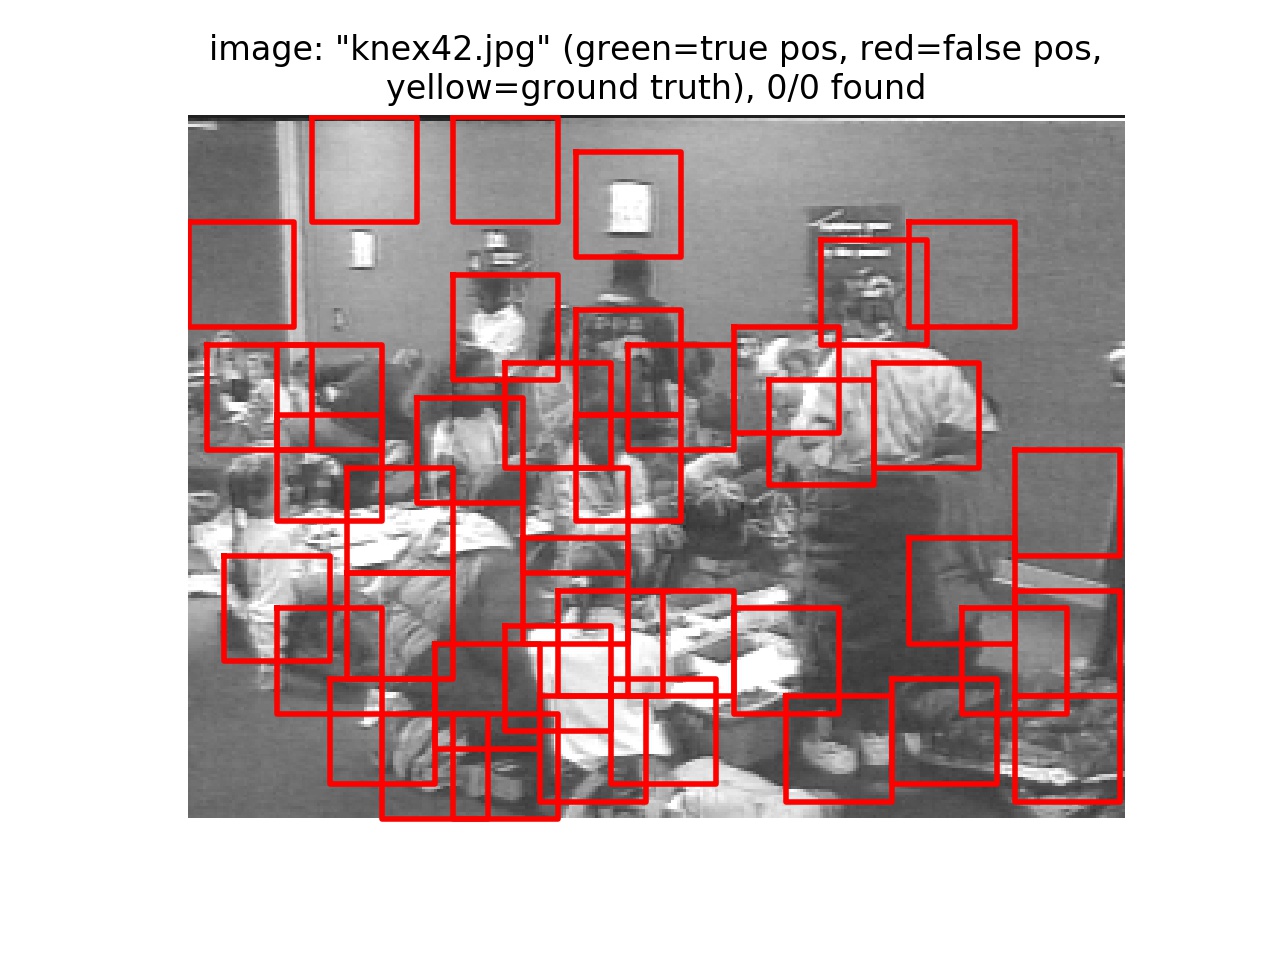 image: "knex42.jpg" (green=true pos, red=false pos,
yellow=ground truth), 0/0 found